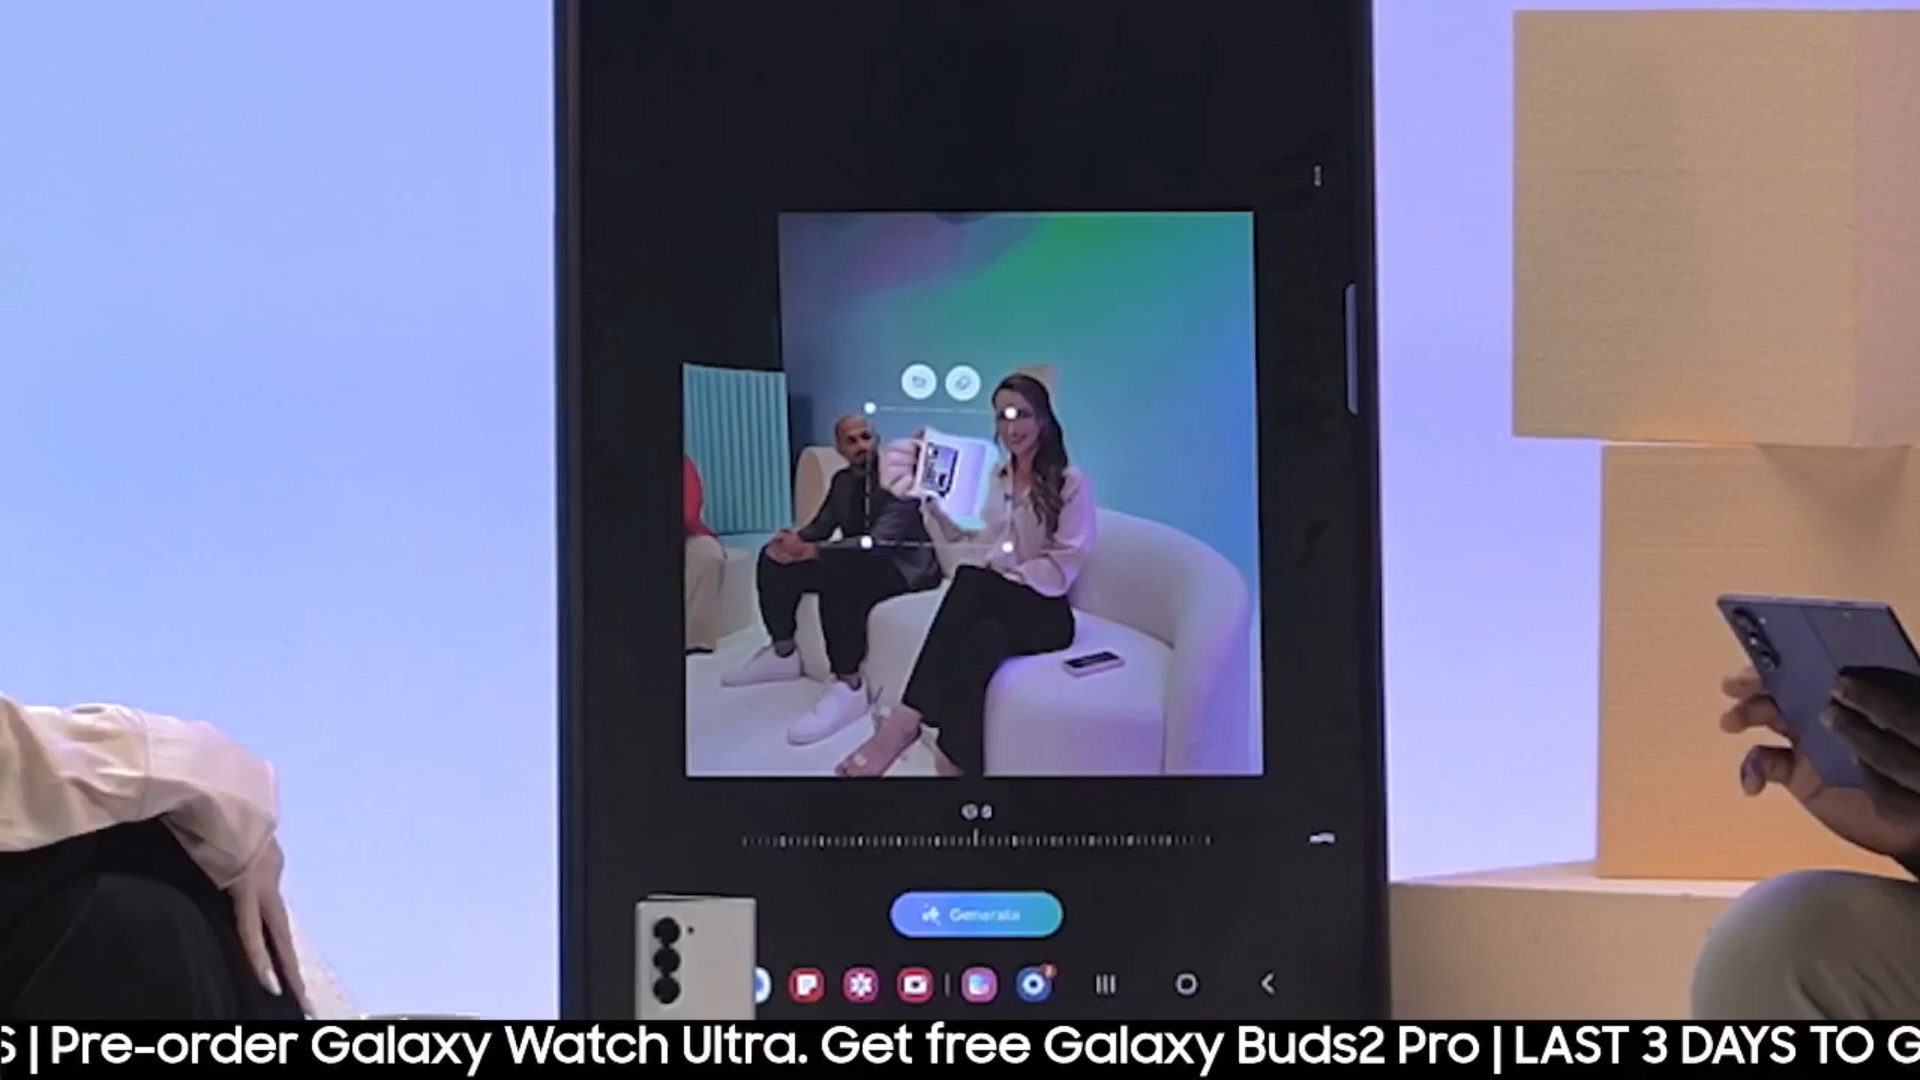 Generate
S | Pre-order Galaxy Watch Ultra. Get free Galaxy Buds2 Pro | LAST 3 DAYS TO G